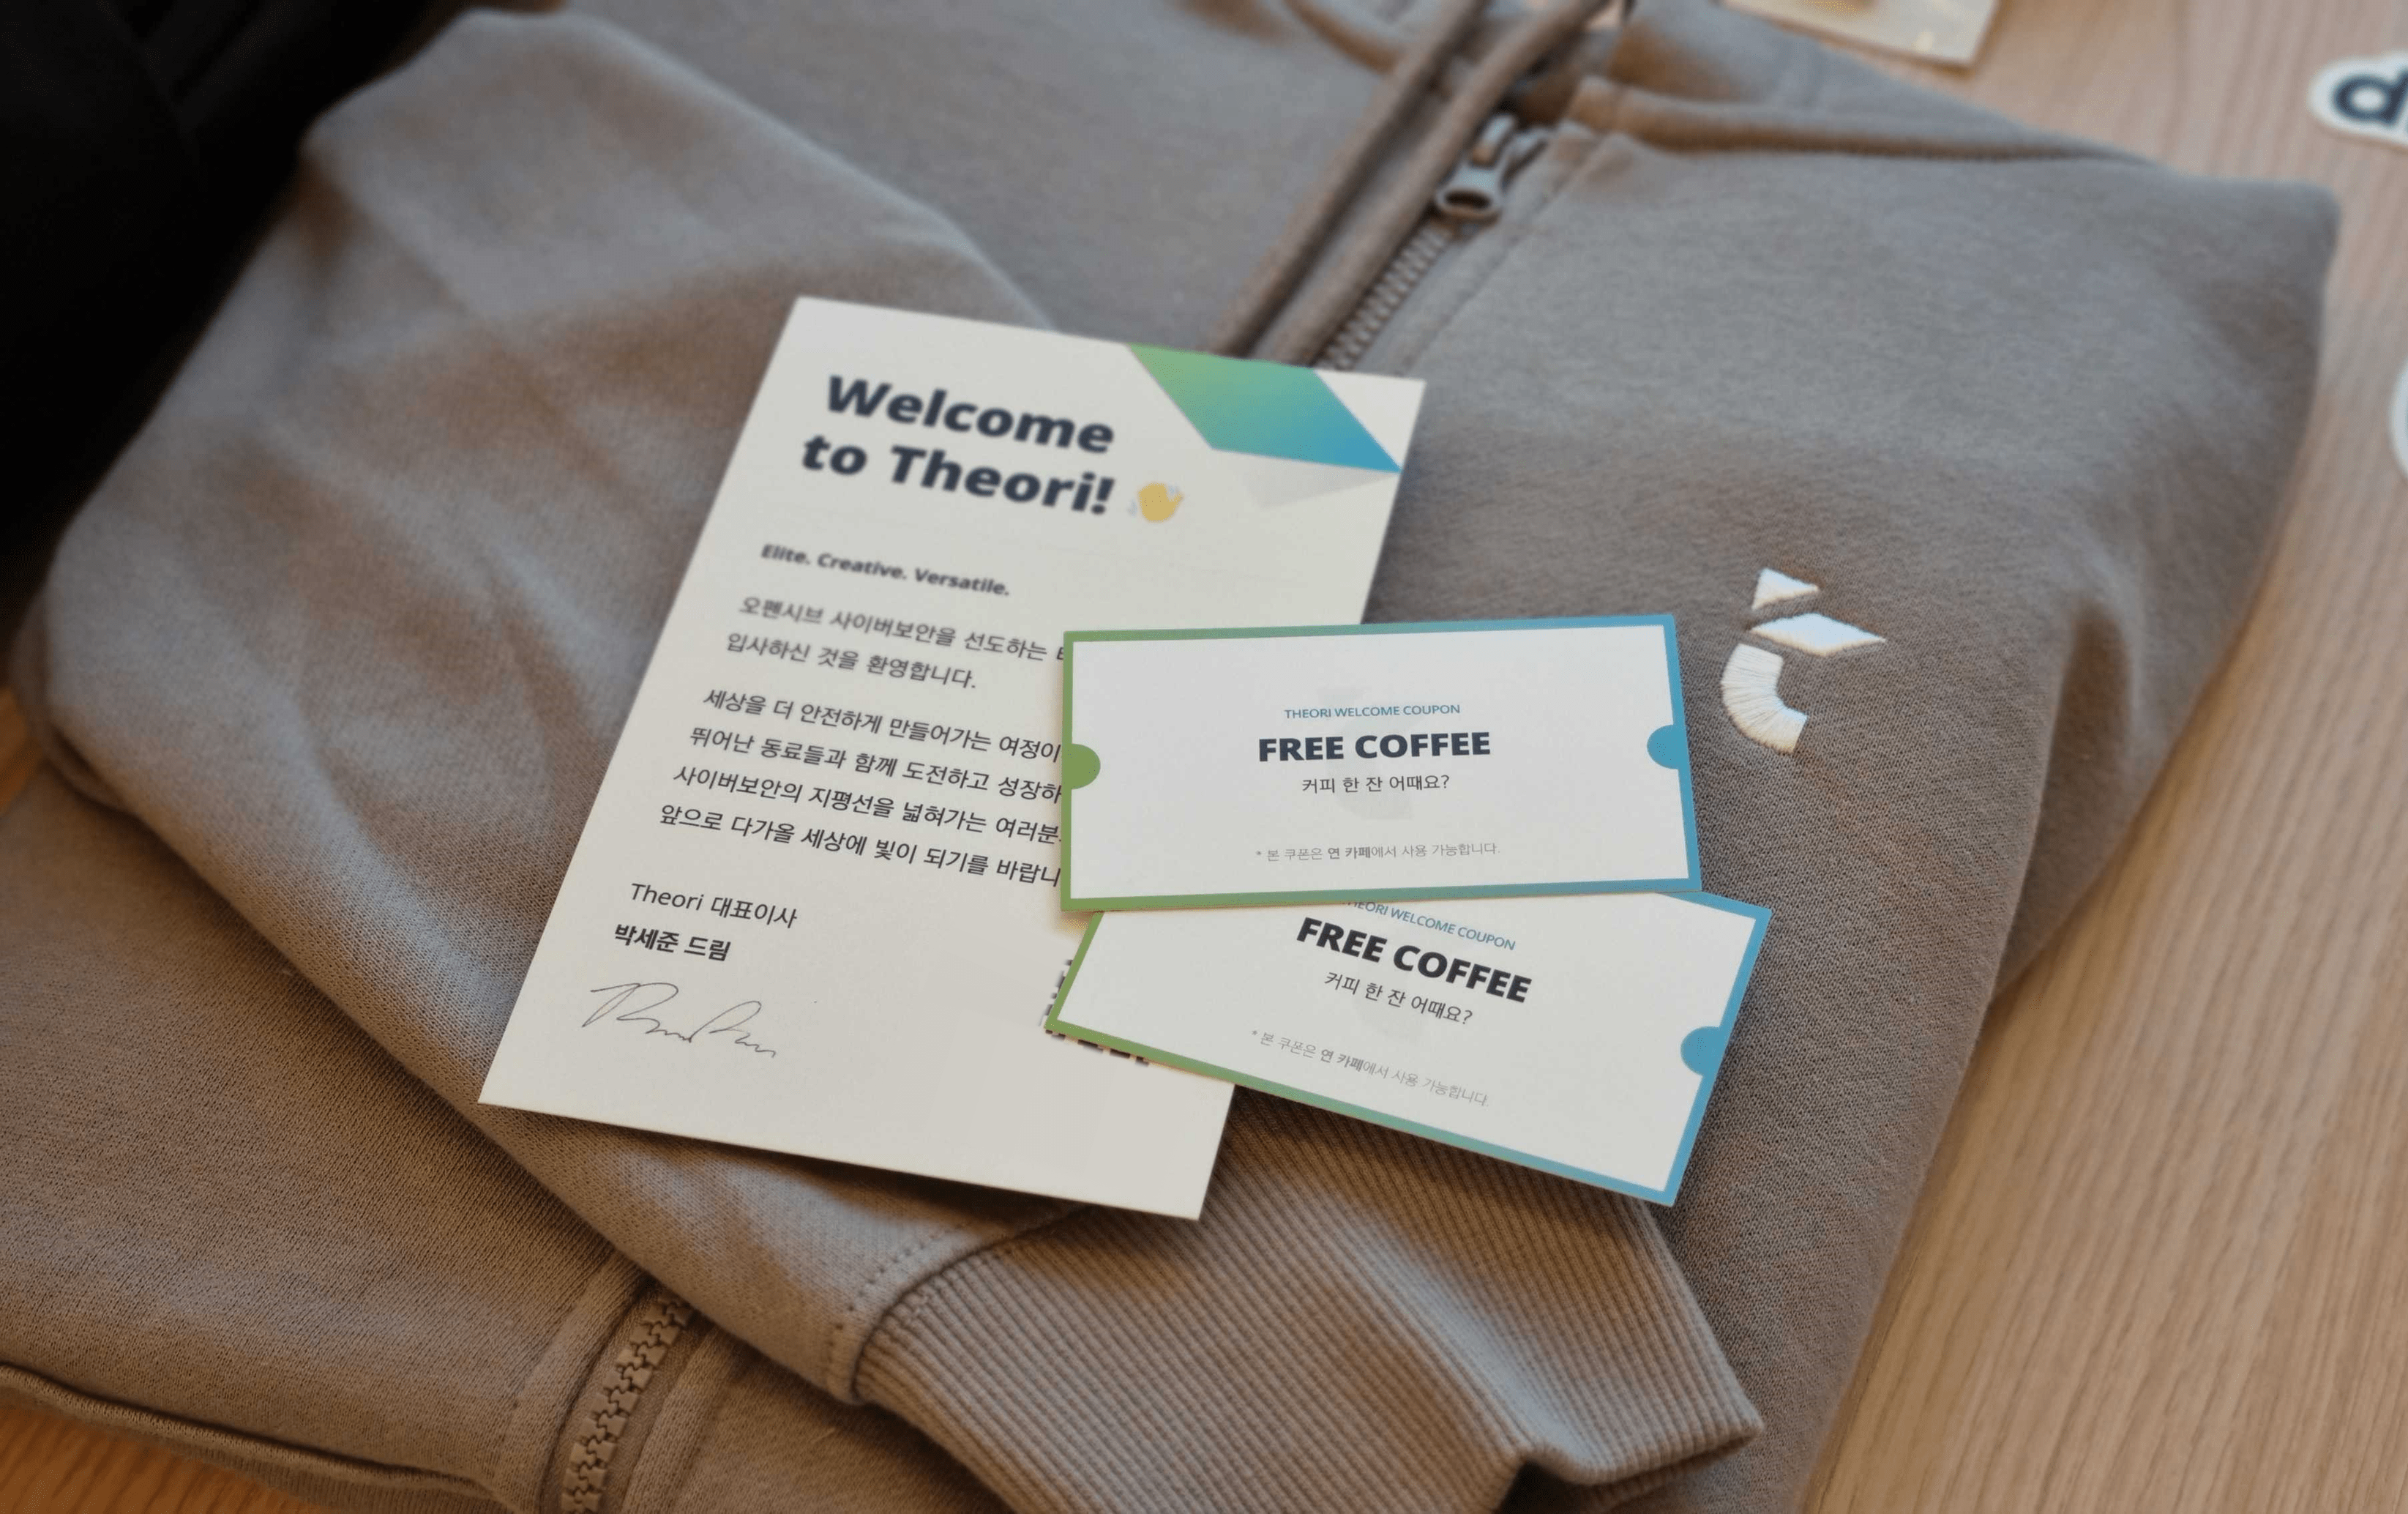 Welcome
to Theori! 👋
Elite. Creative. Versatile.
오펜시브 사이버보안을 선도하는
입사하신 것을 환영합니다.
세상을 더 안전하게 만들어가는 여정이
뛰어난 동료들과 함께 도전하고 성장하
사이버보안의 지평선을 넓혀가는 여러분
앞으로 다가올 세상에 빛이 되기를 바랍니
Theori 대표이사
박세준 드림
THEORI WELCOME COUPON
FREE COFFEE
커피 한 잔 어때요?
* 본 쿠폰은 연 카페에서 사용 가능합니다.
THEORI WELCOME COUPON
FREE COFFEE
커피 한 잔 어때요?
* 본 쿠폰은 연 카페에서 사용 가능합니다.